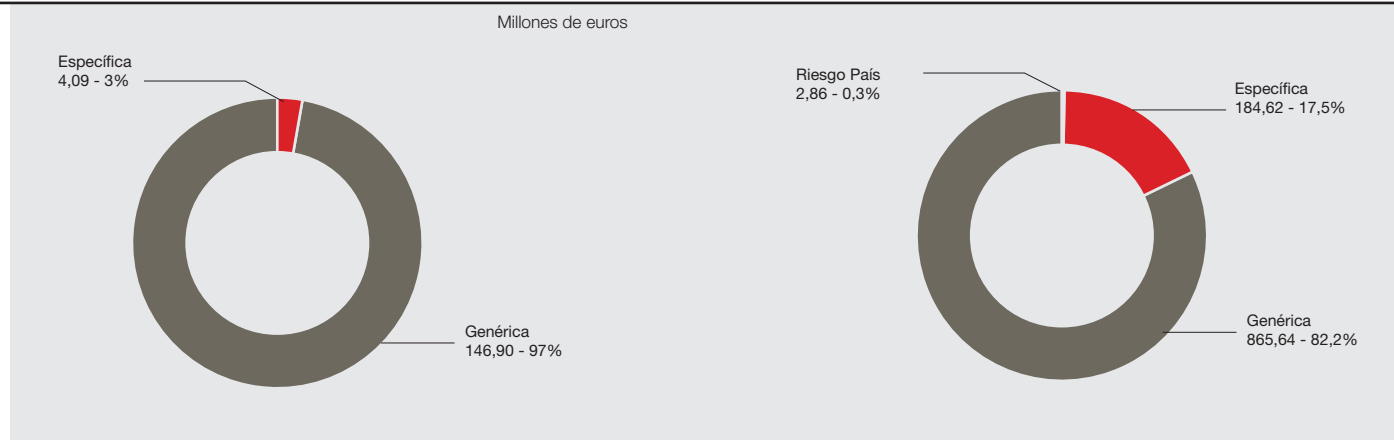 Millones de euros
Específica
4,09 - 3%
Genérica
146,90 - 97%
Riesgo País
2,86 - 0,3%
Específica
184,62 - 17,5%
Genérica
865,64 - 82,2%